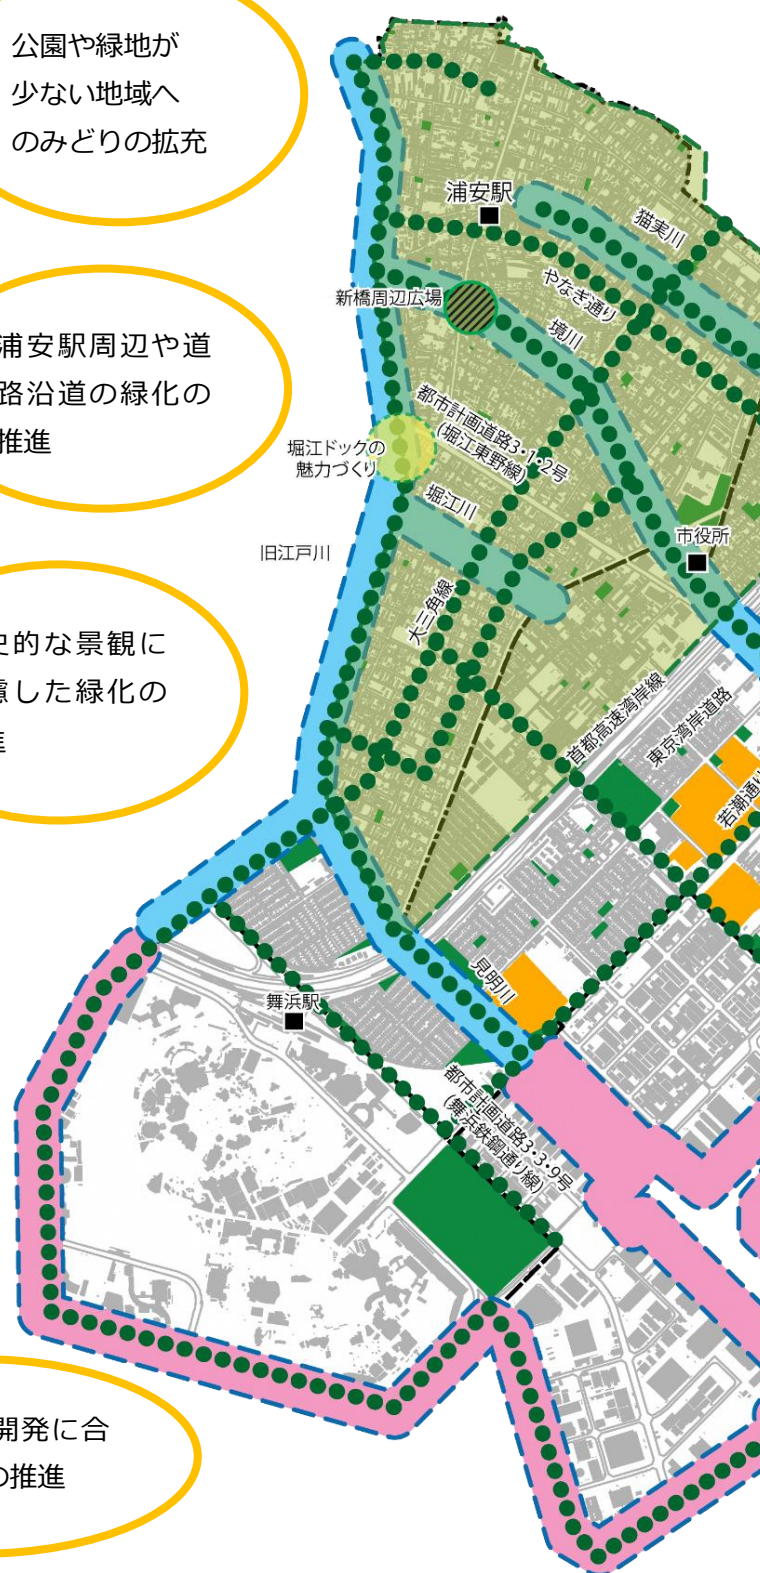 公園や緑地が
少ない地域へ
のみどりの拡充
浦安駅
猫実川
新橋周辺広場
やなぎ通り
境川
浦安駅周辺や道
路沿道の緑化の
推進
都市計画道路3・1・2号
(堀江東野線)
堀江ドックの
魅力づくり
堀江川
市役所
旧江戸川
大三角線
史的な景観に
慮した緑化の
進
首都高速湾岸線
東京湾岸道路
若潮通り
見明川
舞浜駅
都市計画道路3・3・9号
(舞浜鉄鋼通り線)
開発に合
の推進